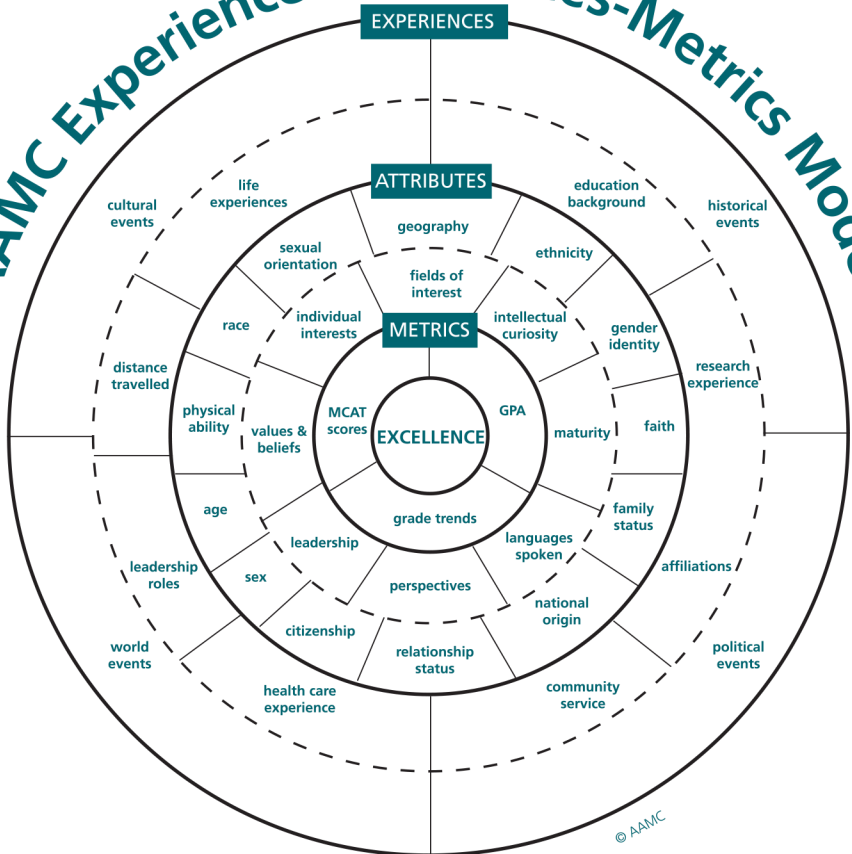 AAMC Experiences-Metrics Model
EXPERIENCES
ATTRIBUTES
METRICS
EXCELLENCE
cultural
events
historical
events
political
events
world
events
life
experiences
education
background
research
experience
affiliations
community
service
health care
experience
leadership
roles
distance
travelled
geography
ethnicity
gender
identity
faith
family
status
national
origin
relationship
status
citizenship
sex
age
physical
ability
race
sexual
orientation
fields of
interest
intellectual
curiosity
maturity
languages
spoken
perspectives
leadership
values &
beliefs
individual
interests
MCAT
scores
GPA
grade trends
© AAMC